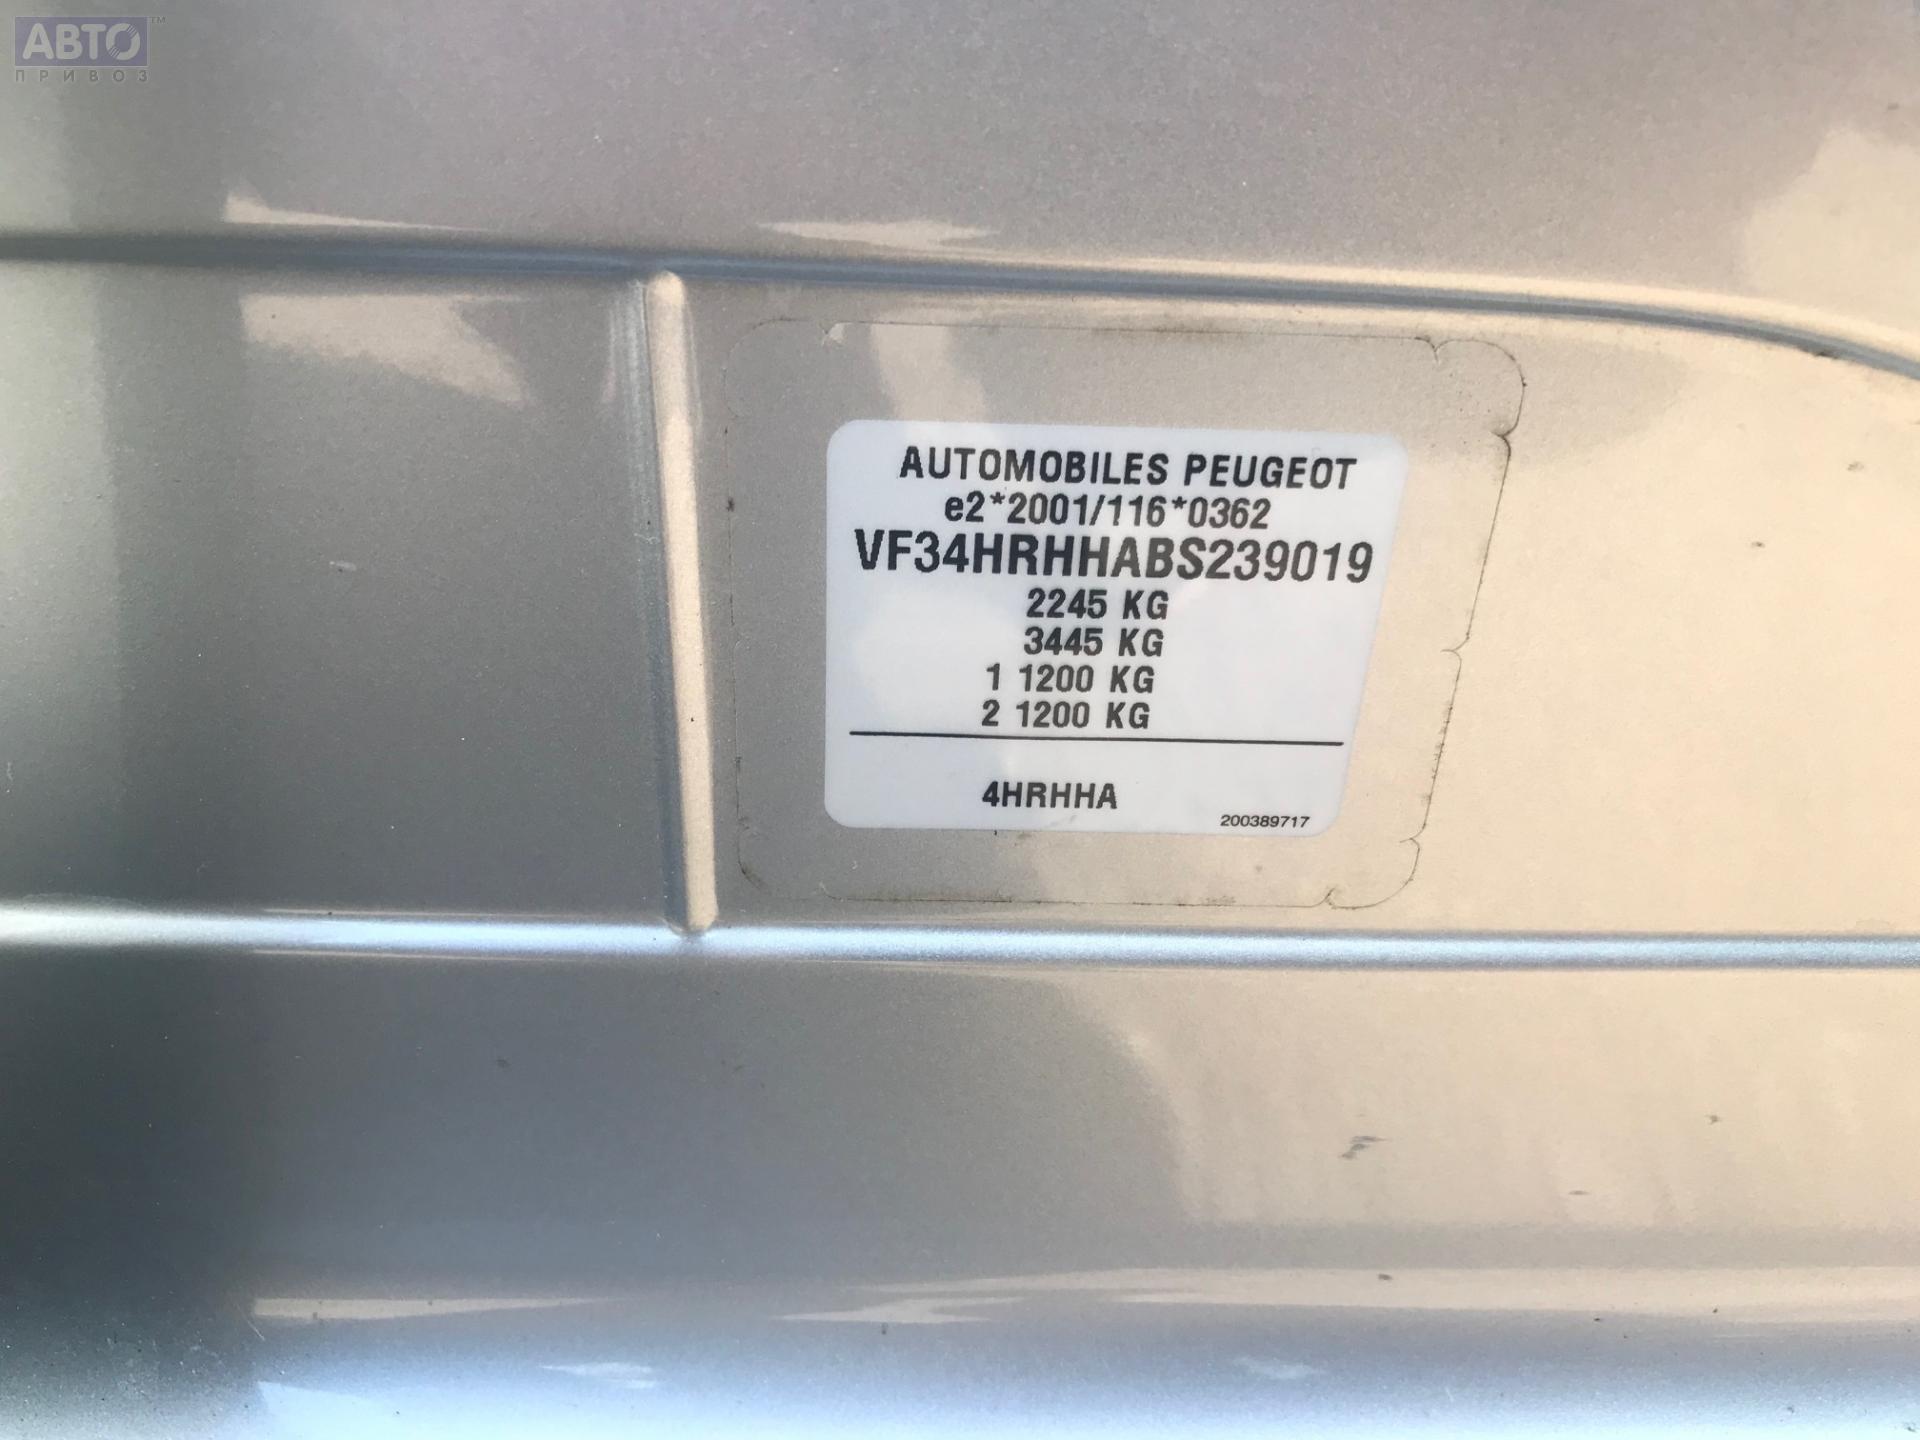 АВТО™
ПРИВОЗ
AUTOMOBILES PEUGEOT
e2*2001/116*0362
VF34HRHHABS239019
2245 KG
3445 KG
1 1200 KG
2 1200 KG
4HRHHA
200389717